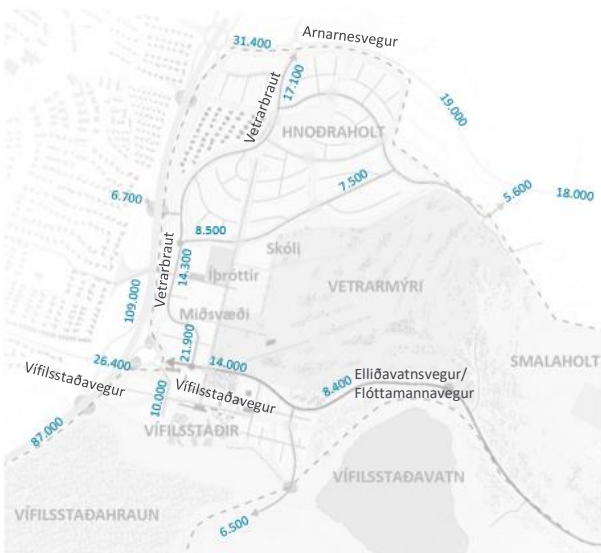 Arnarnesvegur
31.400
17.100
Vetrarbraut
19.000
HNOÐRAHOLT
7.500
6.700
5.600
18.000
8.500
Skóli
Vetrarbraut
14.300
Íþróttir
VETRARMÝRI
109.000
Miðsvæði
21.900
26.400
14.000
SMALAHOLT
Vífilsstaðavegur
10.000
Vífilsstaðavegur
8.400
Elliðavatnsvegur/
Flóttamannavegur
87.000
VÍFILSSTAÐIR
VÍFILSSTAÐAVATN
VÍFILSSTAÐAHRAUN
6.500